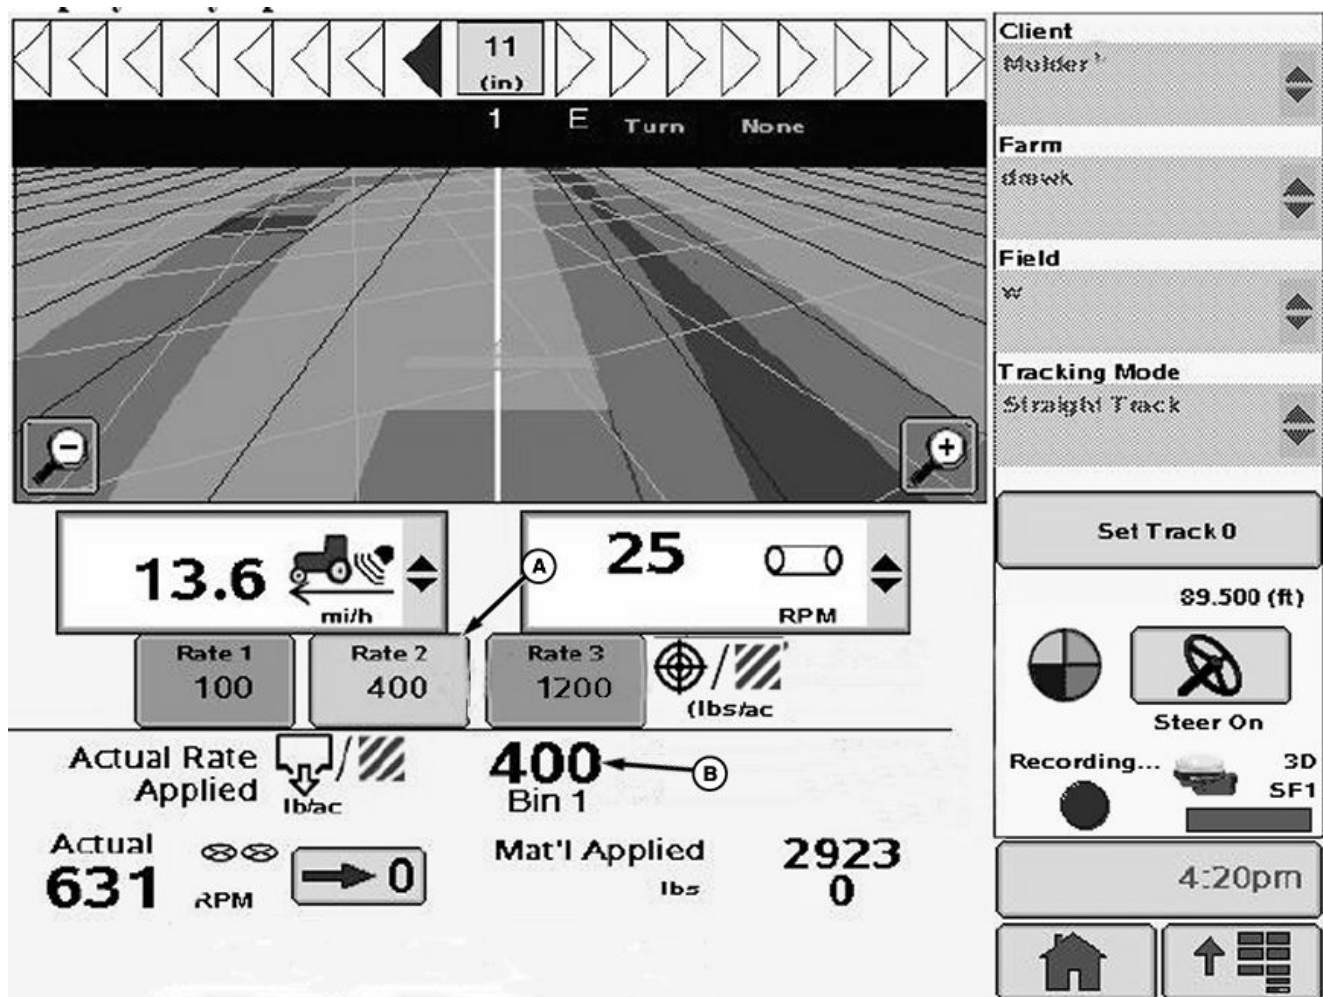 11
(in)
1 E Turn None
13.6
mi/h
25
RPM
A
Rate 1
100
Rate 2
400
Rate 3
1200
(lbs/ac
Actual Rate
Applied
lb/ac
400
Bin 1
B
Actual
631
RPM
0
Mat'l Applied
lbs
2923
0
Client
Mulder
Farm
drewk
Field
w
Tracking Mode
Straight Track
Set Track 0
89.500 (ft)
Steer On
Recording...
3D
SF1
4:20pm